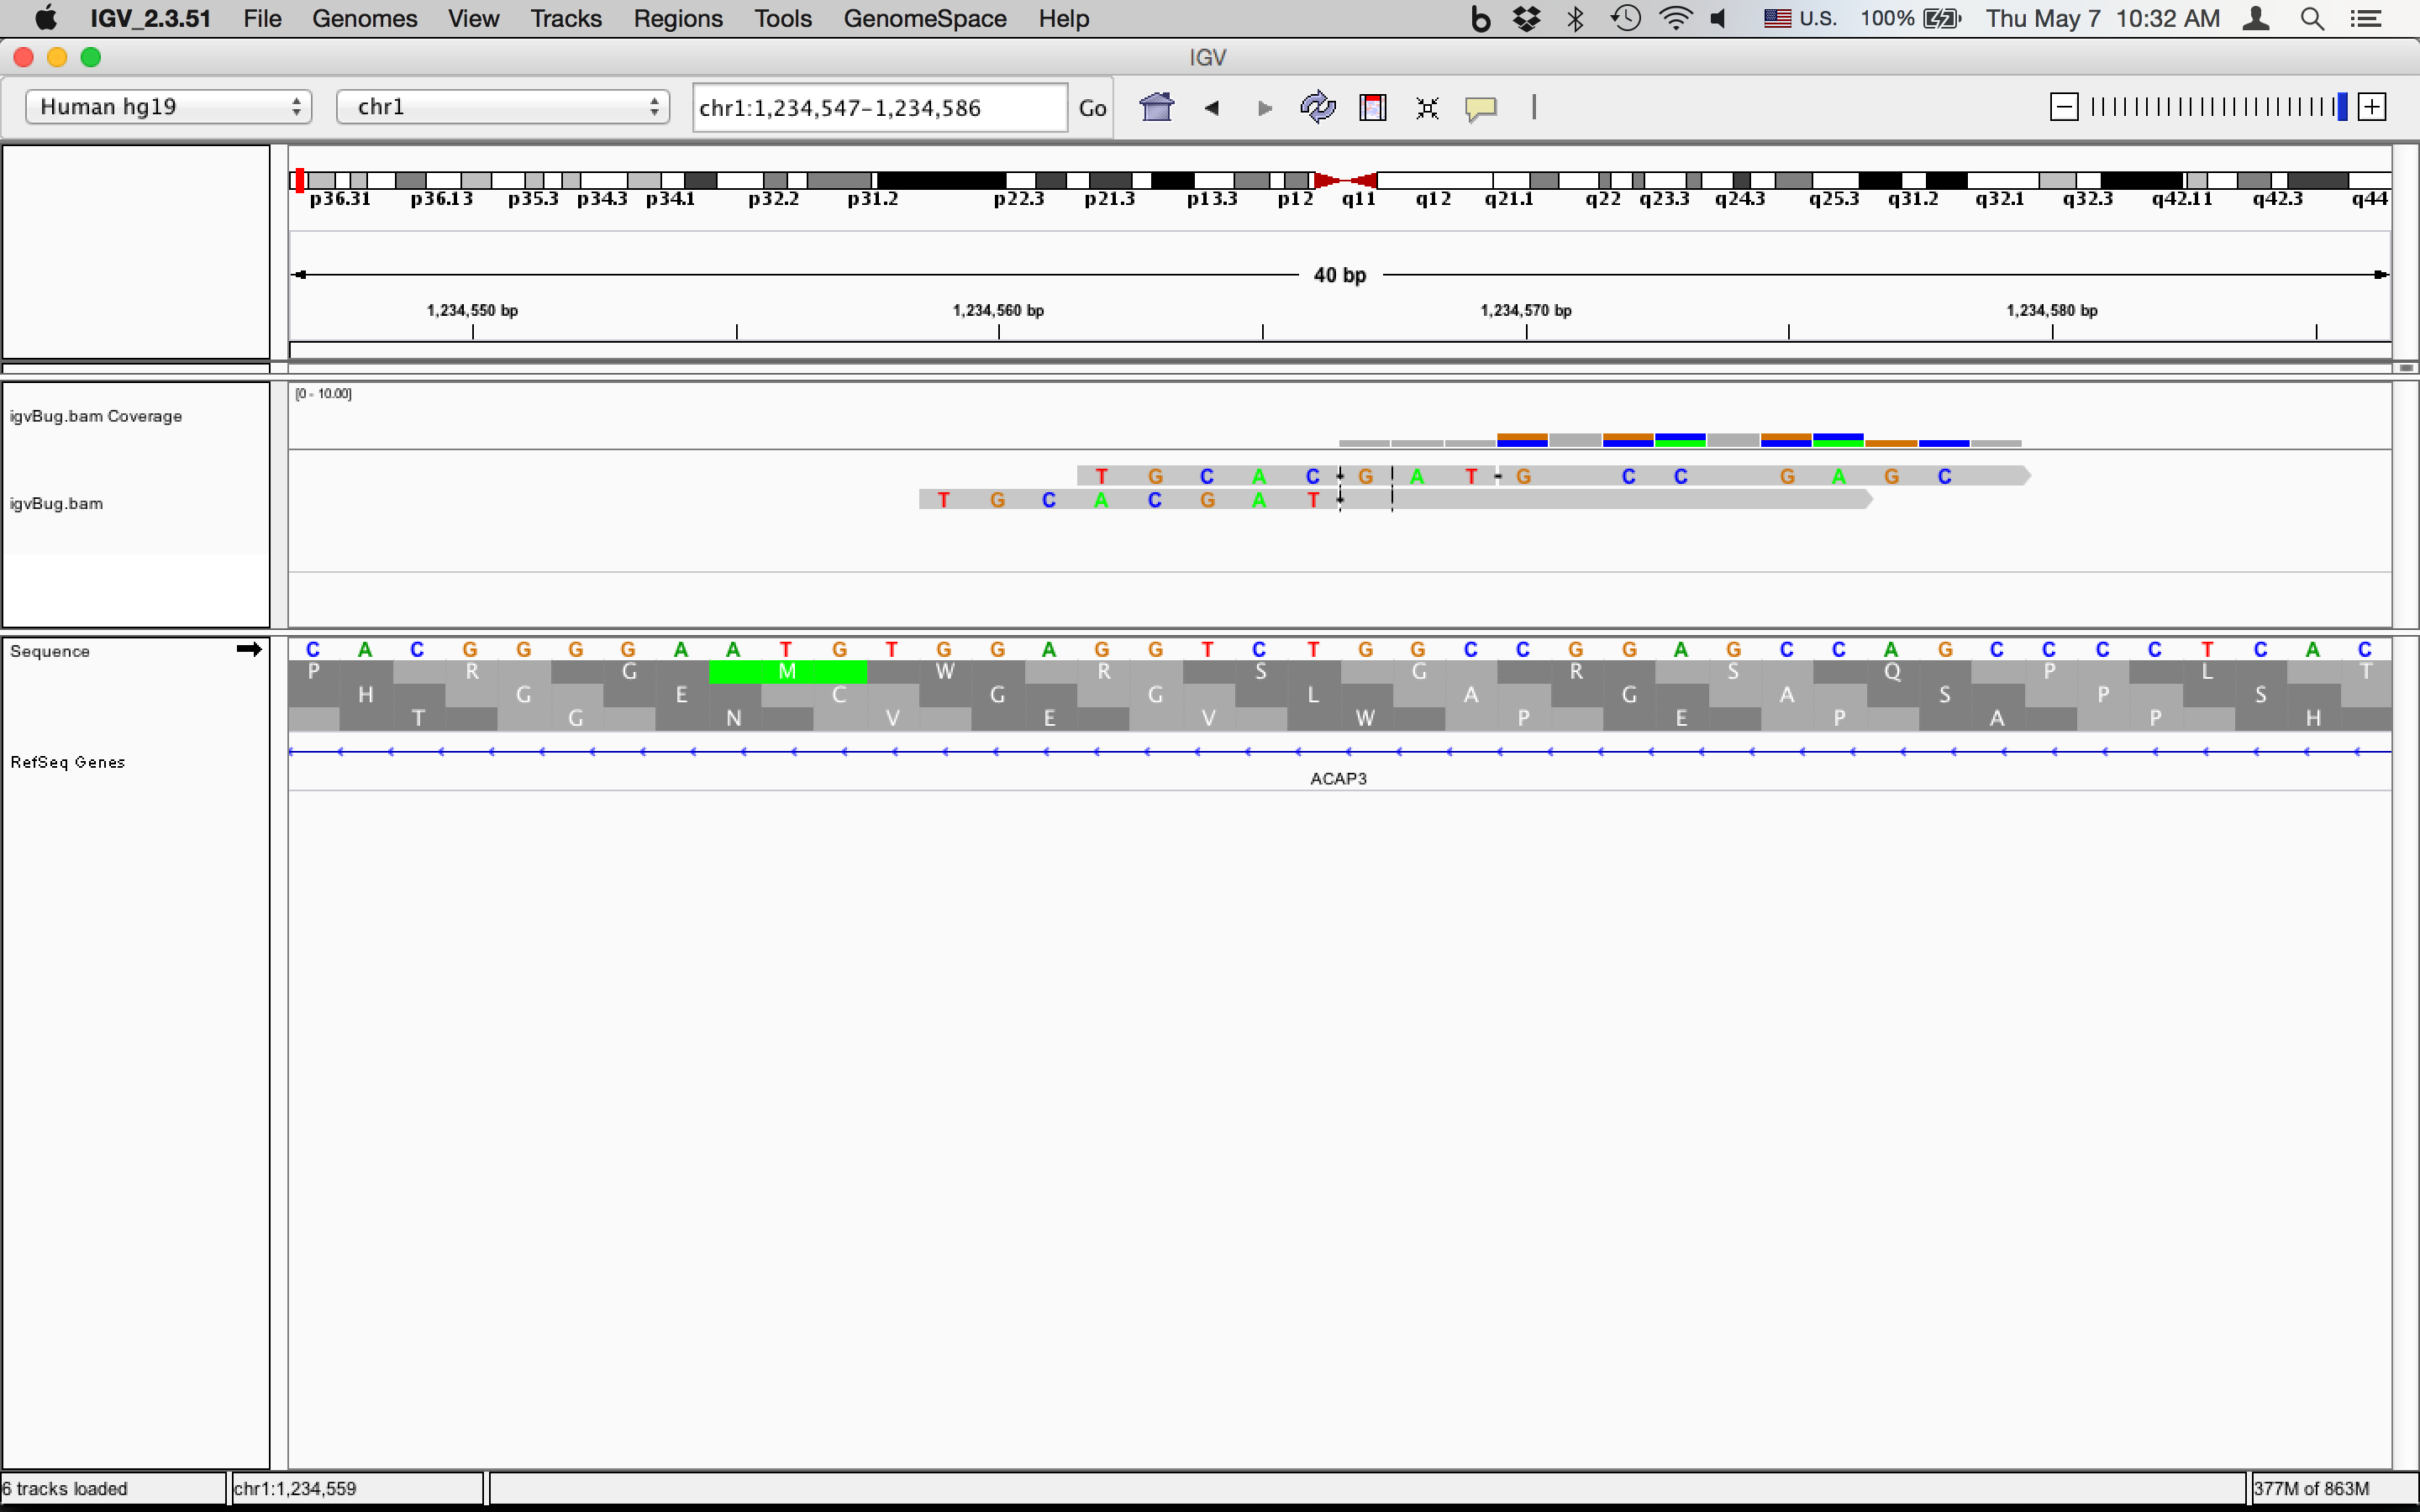 IGV_2.3.51 File Genomes View Tracks Regions Tools GenomeSpace Help U.S. 100% Thu May 7 10:32 AM
IGV
Human hg19 chr1 chr1:1,234,547-1,234,586 Go
p36.31 p36.13 p35.3 p34.3 p34.1 p32.2 p31.2 p22.3 p21.3 p13.3 p12 q11 q12 q21.1 q22 q23.3 q24.3 q25.3 q31.2 q32.1 q32.3 q42.11 q42.3 q44
40 bp
1,234,550 bp 1,234,560 bp 1,234,570 bp 1,234,580 bp
[0 - 10.00]
igvBug.bam Coverage
T G C A C G A T G C C G A G C
igvBug.bam T G C A C G A T
Sequence C A C G G G G A A T G T G G A G G T C T G G C C G G A G C C A G C C C C T C A C
P R G M W R S G R S Q P L T
H G E C G G L A G A S P S
T G N V E V W P E P A P H
RefSeq Genes
ACAP3
6 tracks loaded chr1:1,234,559 377M of 863M